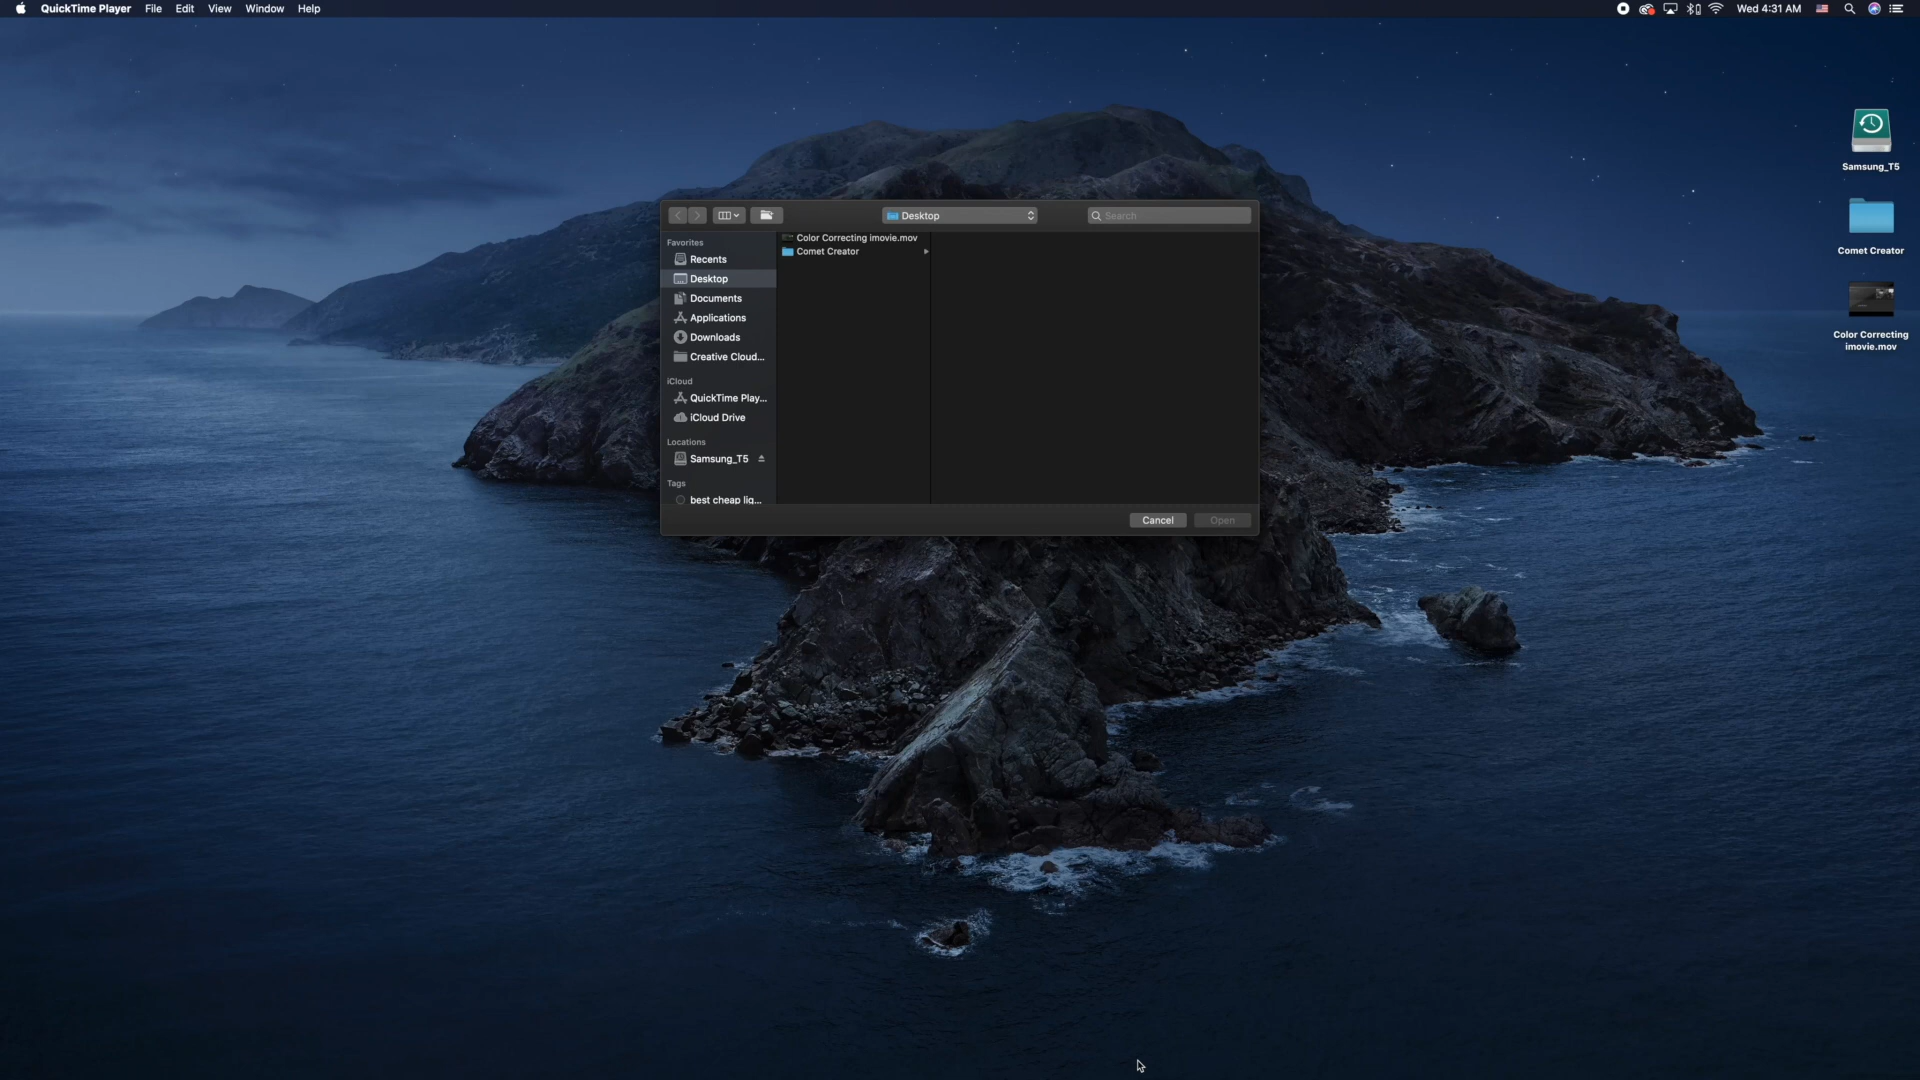 QuickTime Player File Edit View Window Help
Wed 4:31 AM
Desktop
Search
Favorites
Recents
Desktop
Documents
Applications
Downloads
Creative Cloud...
iCloud
QuickTime Play...
iCloud Drive
Locations
Samsung_T5
Tags
best cheap lig...
Color Correcting imovie.mov
Comet Creator
Cancel
Open
Samsung_T5
Comet Creator
Color Correcting
imovie.mov